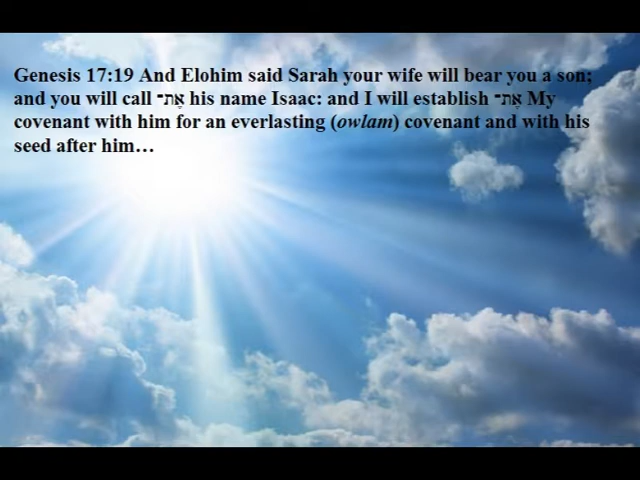 Genesis 17:19 And Elohim said Sarah your wife will bear you a son;
and you will call אֶת־ his name Isaac: and I will establish אֶת־ My
covenant with him for an everlasting (owlam) covenant and with his
seed after him…